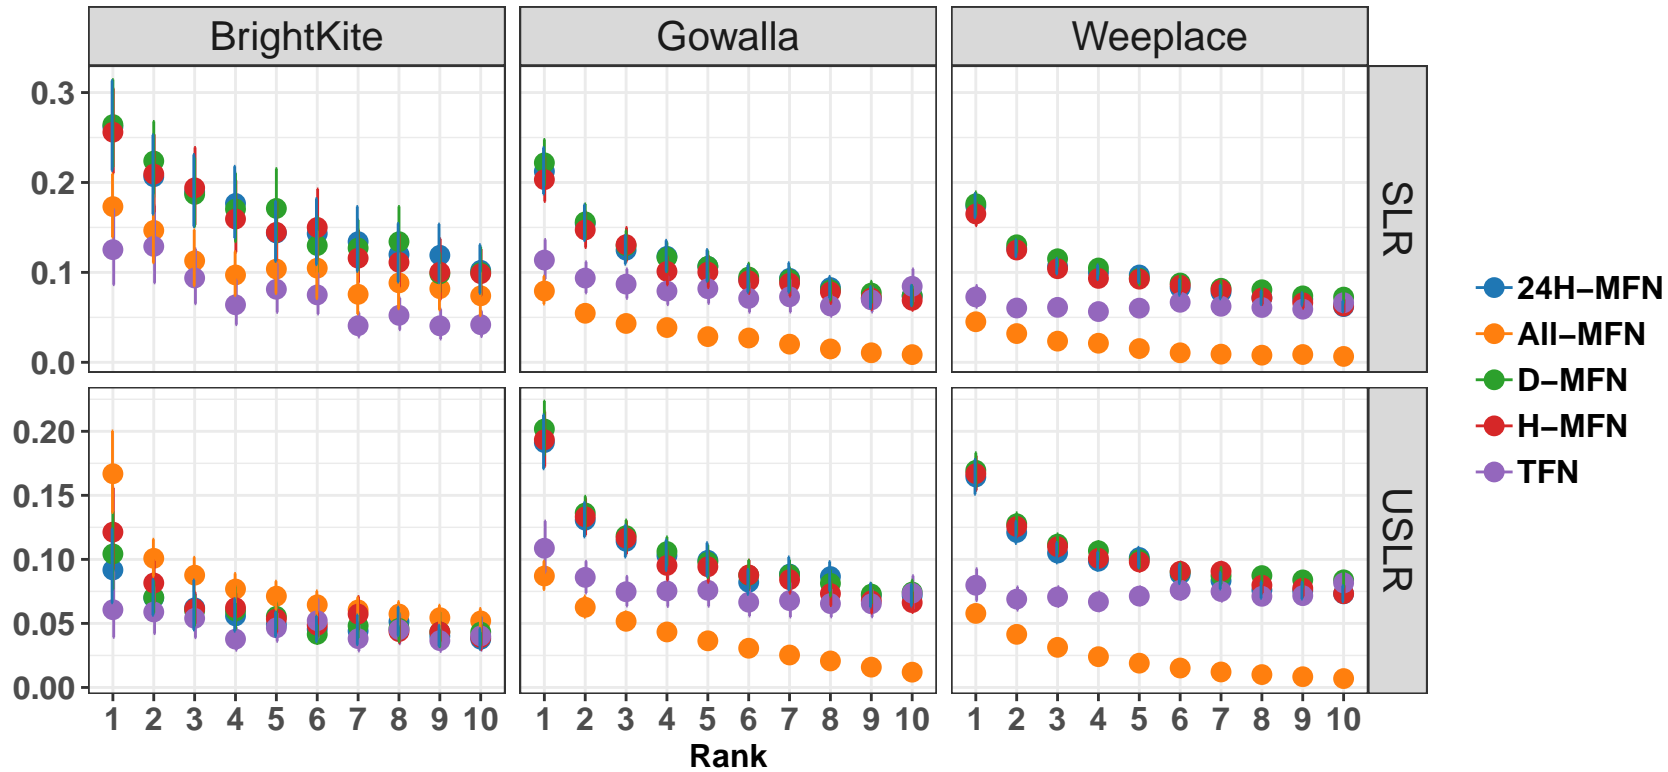 BrightKite Gowalla Weeplace
0.3
0.2
0.1
0.0
SLR
0.20
0.15
0.10
0.05
0.00
USLR
1 2 3 4 5 6 7 8 9 10 1 2 3 4 5 6 7 8 9 10 1 2 3 4 5 6 7 8 9 10
Rank
24H−MFN
All−MFN
D−MFN
H−MFN
TFN